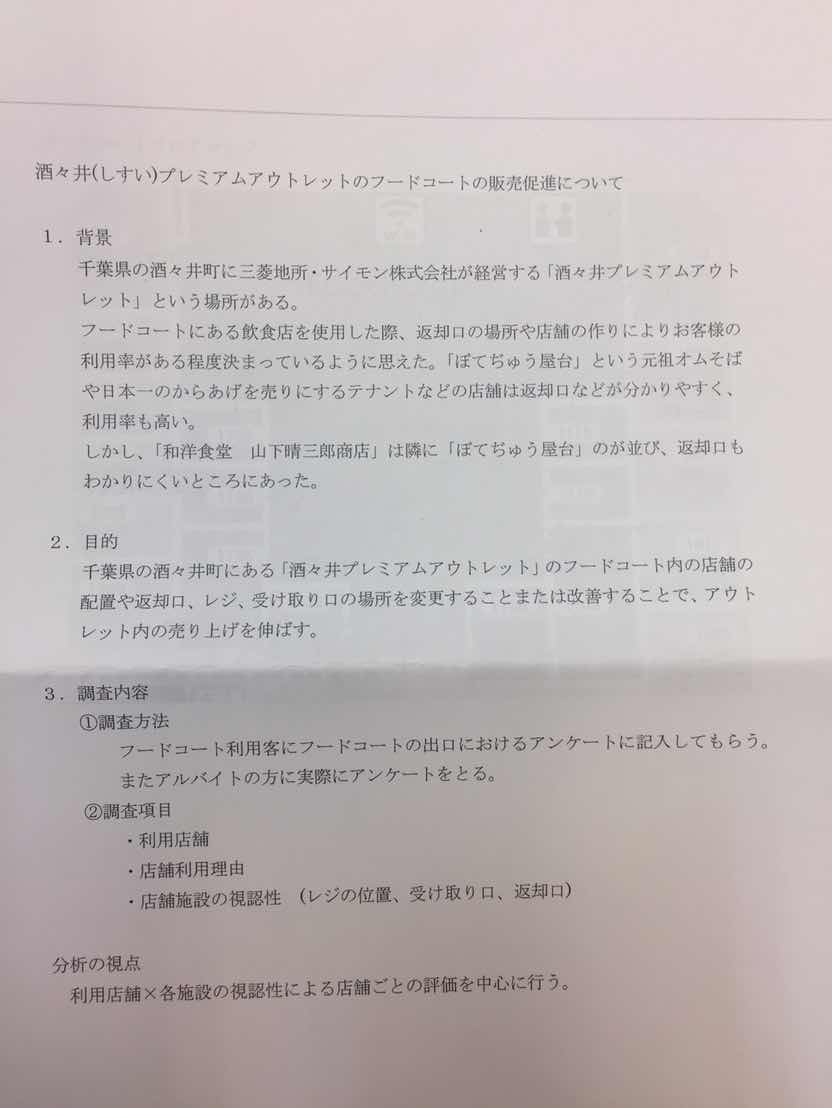 酒々井(しすい)プレミアムアウトレットのフードコートの販売促進について
１．背景
千葉県の酒々井町に三菱地所・サイモン株式会社が経営する「酒々井プレミアムアウト
レット」という場所がある。
フードコートにある飲食店を使用した際、返却口の場所や店舗の作りによりお客様の
利用率がある程度決まっているように思えた。「ぼてぢゅう屋台」という元祖オムそば
や日本一のからあげを売りにするテナントなどの店舗は返却口などが分かりやすく、
利用率も高い。
しかし、「和洋食堂　山下晴三郎商店」は隣に「ぼてぢゅう屋台」のが並び、返却口も
わかりにくいところにあった。
２．目的
千葉県の酒々井町にある「酒々井プレミアムアウトレット」のフードコート内の店舗の
配置や返却口、レジ、受け取り口の場所を変更することまたは改善することで、アウト
レット内の売り上げを伸ばす。
３．調査内容
①調査方法
フードコート利用客にフードコートの出口におけるアンケートに記入してもらう。
またアルバイトの方に実際にアンケートをとる。
②調査項目
・利用店舗
・店舗利用理由
・店舗施設の視認性　(レジの位置、受け取り口、返却口)
分析の視点
利用店舗×各施設の視認性による店舗ごとの評価を中心に行う。